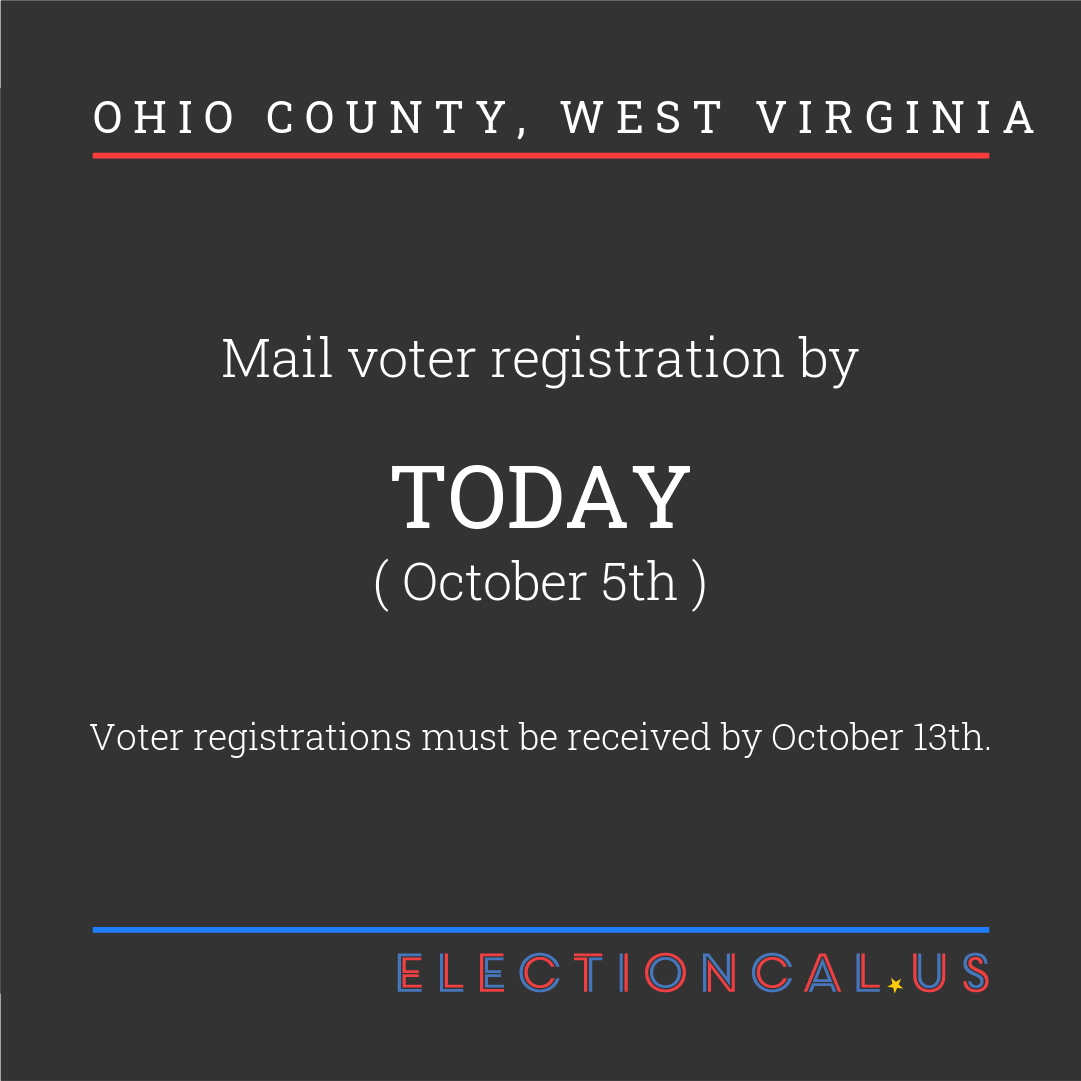 OHIO COUNTY, WEST VIRGINIA
Mail voter registration by
TODAY
( October 5th )
Voter registrations must be received by October 13th.
ELECTIONCAL.US